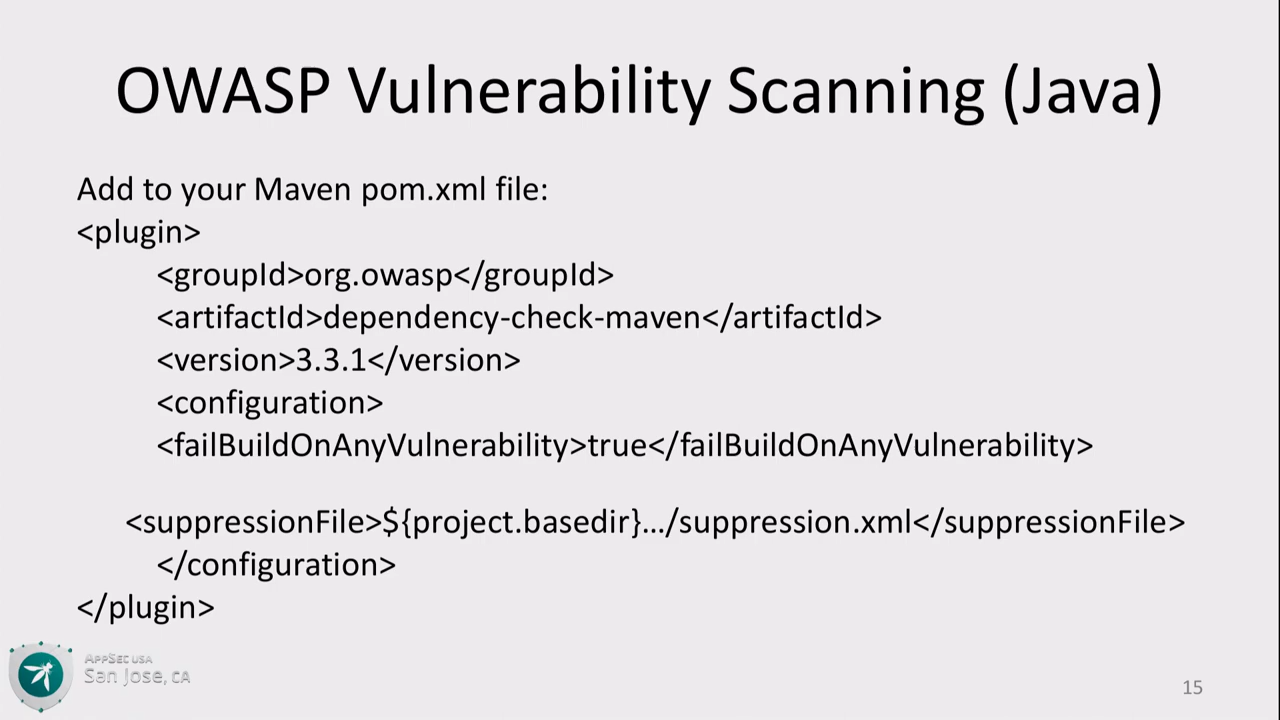 OWASP Vulnerability Scanning (Java)
Add to your Maven pom.xml file:
<plugin>
<groupId>org.owasp</groupId>
<artifactId>dependency-check-maven</artifactId>
<version>3.3.1</version>
<configuration>
<failBuildOnAnyVulnerability>true</failBuildOnAnyVulnerability>
<suppressionFile>${project.basedir}…/suppression.xml</suppressionFile>
</configuration>
</plugin>
AppSec USA
San Jose, CA
15